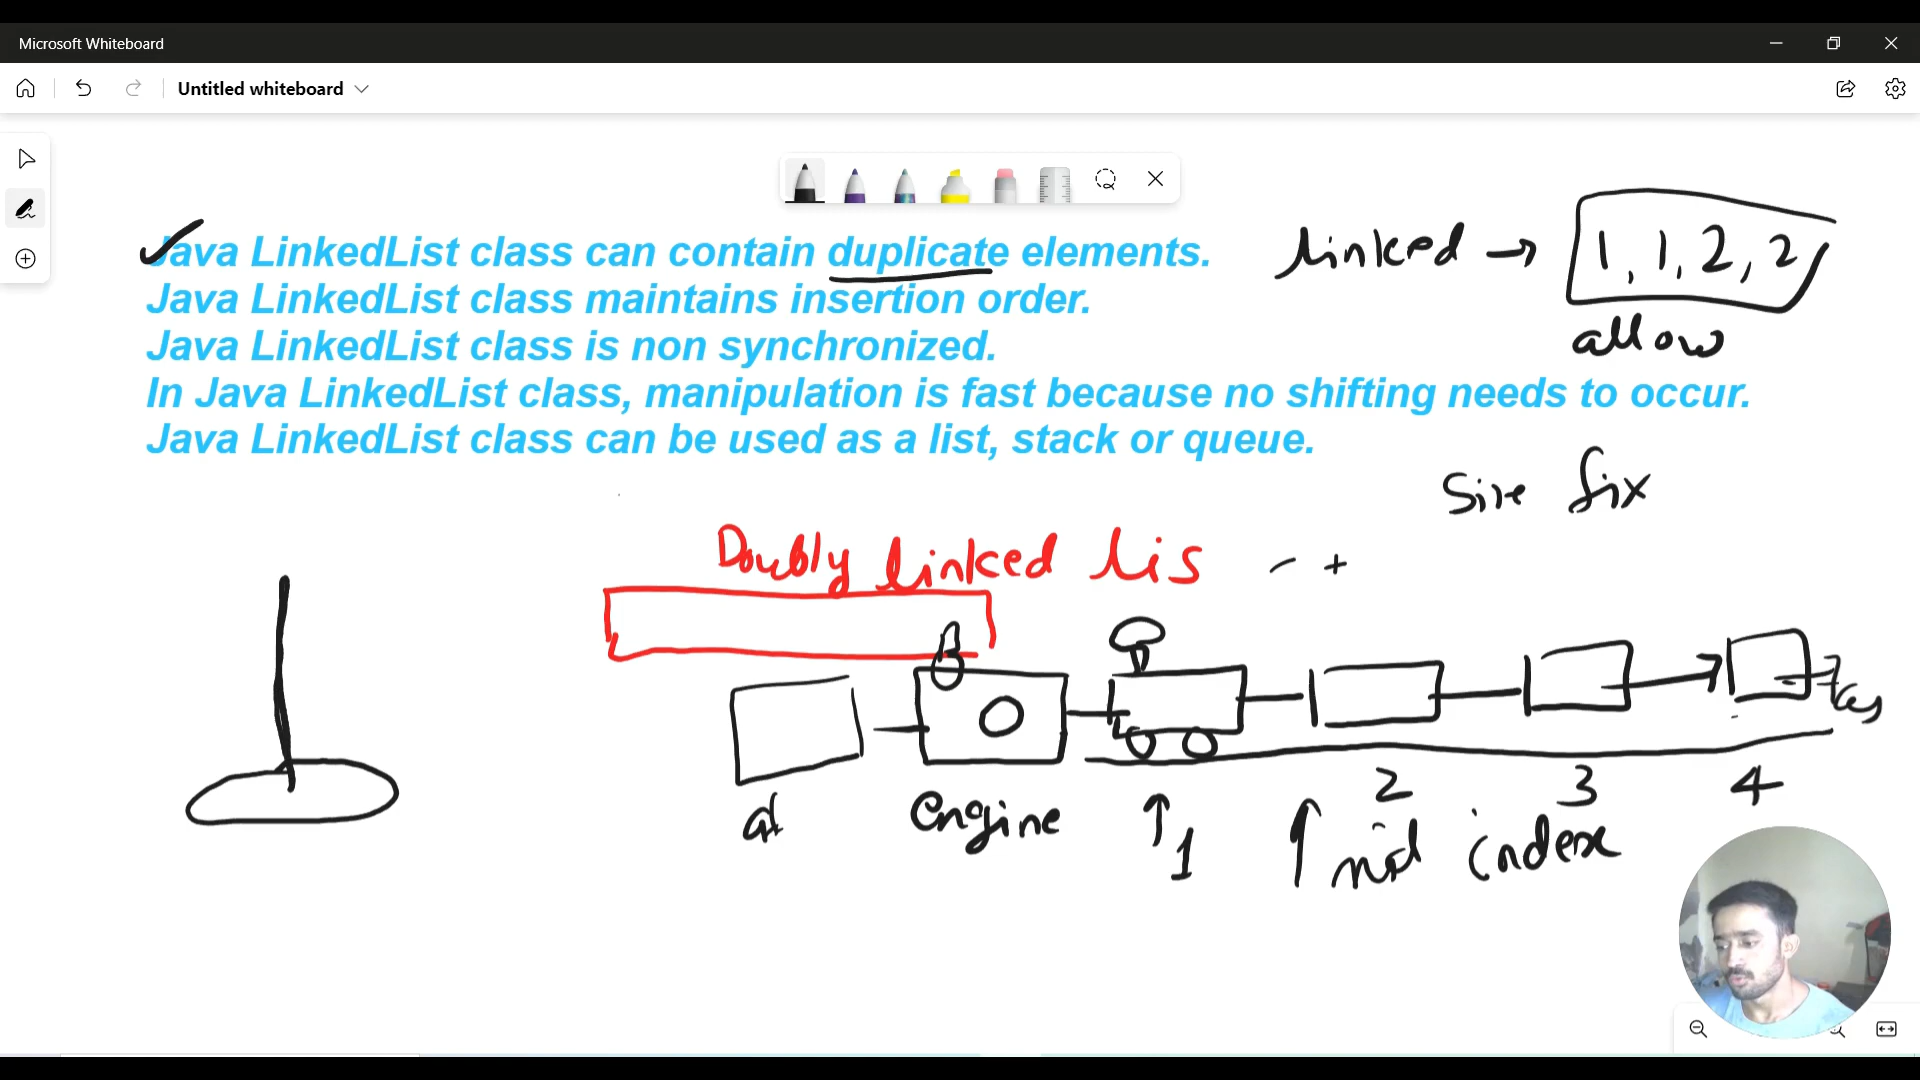 Microsoft Whiteboard
Untitled whiteboard
Java LinkedList class can contain duplicate elements.
linked → 1, 1, 2, 2
Java LinkedList class maintains insertion order.
allow
Java LinkedList class is non synchronized.
In Java LinkedList class, manipulation is fast because no shifting needs to occur.
Java LinkedList class can be used as a list, stack or queue.
Size fix
Doubly linked lis - +
engine
1
2
3
4
mid index